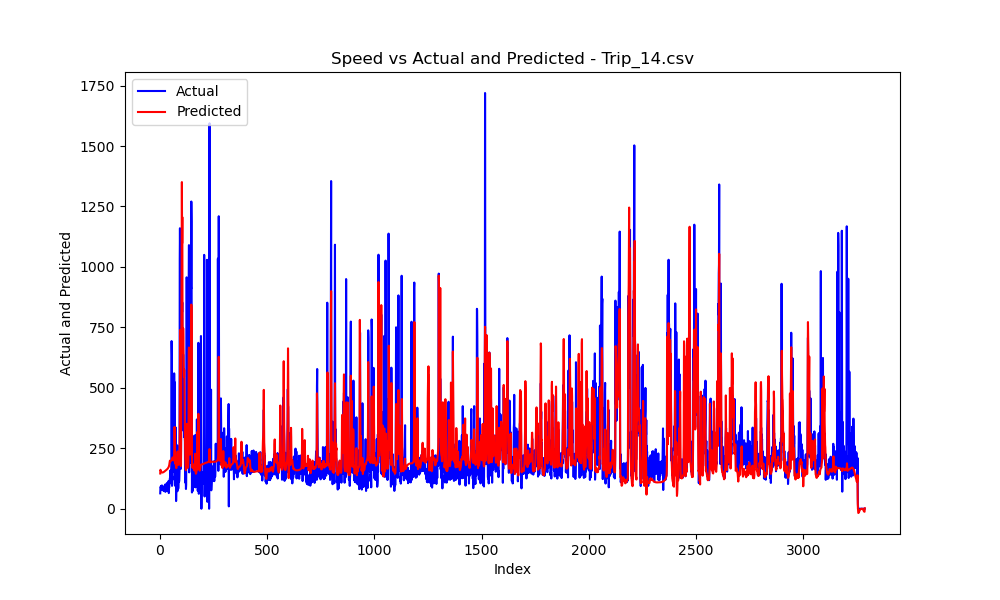 Speed vs Actual and Predicted - Trip_14.csv
Actual
Predicted
1750
1500
1250
1000
750
500
250
0
Actual and Predicted
0 500 1000 1500 2000 2500 3000
Index